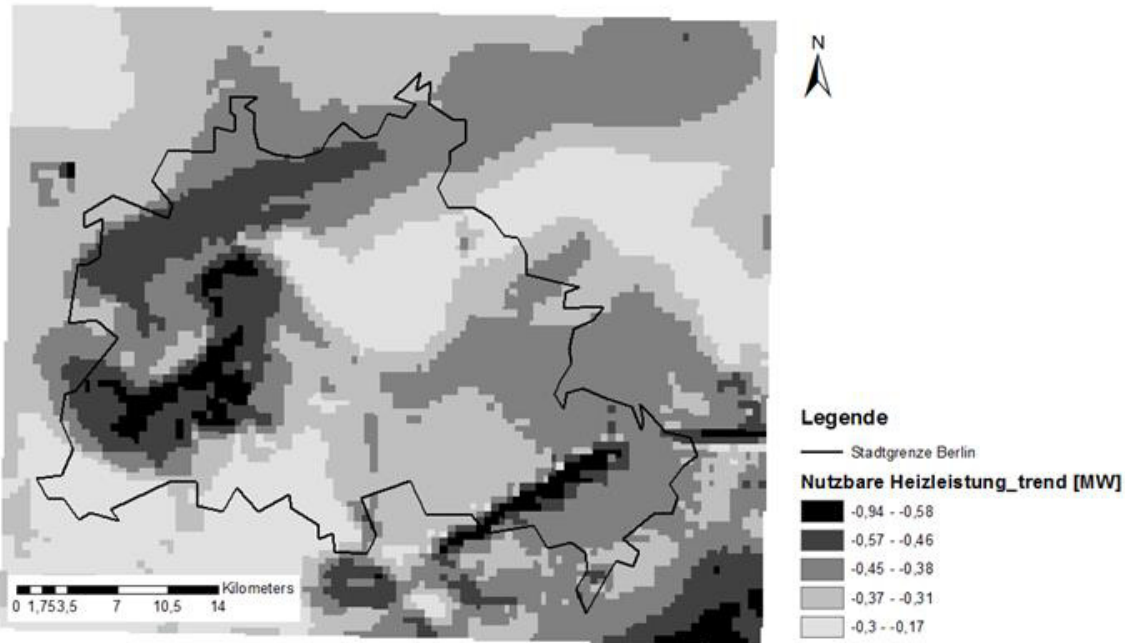 N
Legende
Stadtgrenze Berlin
Nutzbare Heizleistung_trend [MW]
-0,94 - -0,58
-0,57 - -0,46
-0,45 - -0,38
-0,37 - -0,31
-0,3 - -0,17
Kilometers
0 1,753,5 7 10,5 14